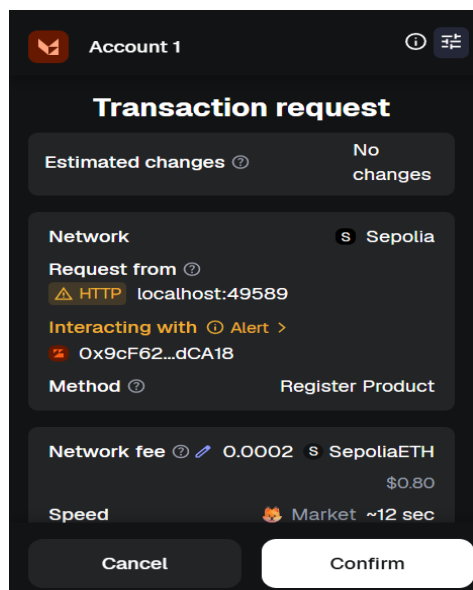 Account 1
Transaction request
Estimated changes
No changes
Network S Sepolia
Request from
HTTP localhost:49589
Interacting with Alert >
0x9cF62...dCA18
Method Register Product
Network fee 0.0002 S SepoliaETH
$0.80
Speed Market ~12 sec
Cancel Confirm